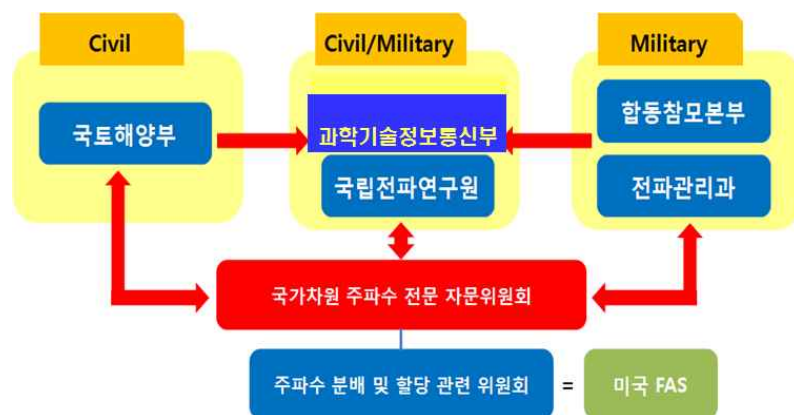 Civil
Civil/Military
Military
국토해양부
과학기술정보통신부
국립전파연구원
합동참모본부
전파관리과
국가차원 주파수 전문 자문위원회
주파수 분배 및 할당 관련 위원회 = 미국 FAS